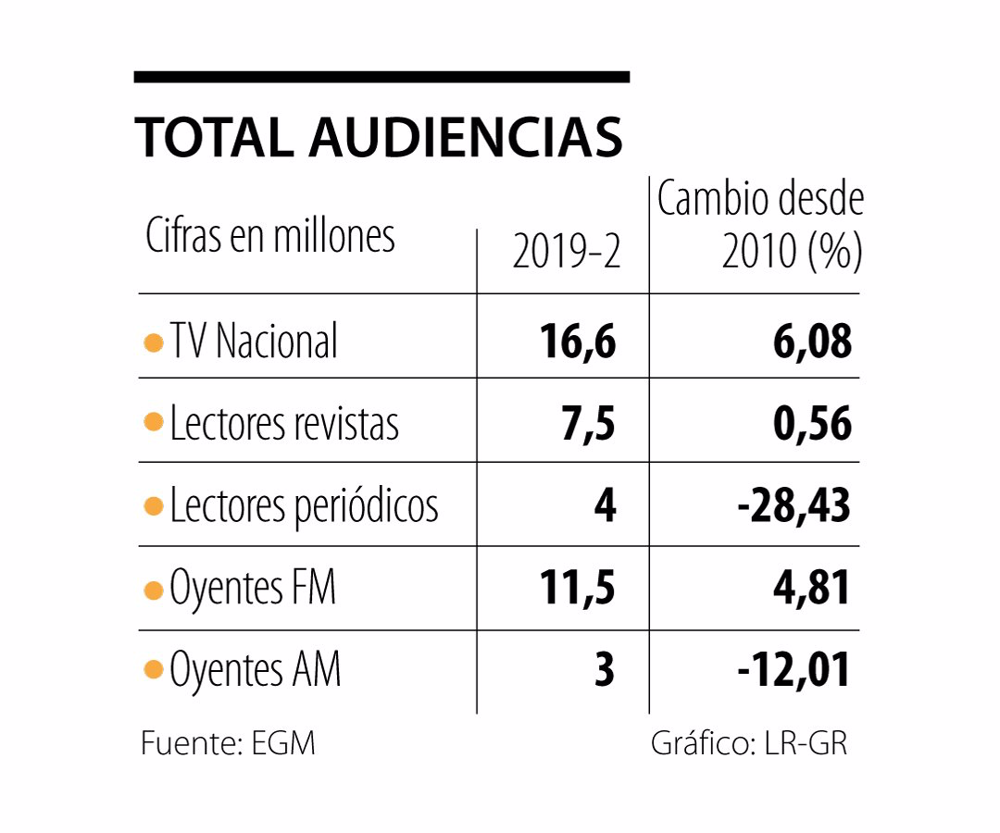 TOTAL AUDIENCIAS
Cifras en millones 2019-2 Cambio desde 2010 (%)
TV Nacional 16,6 6,08
Lectores revistas 7,5 0,56
Lectores periódicos 4 -28,43
Oyentes FM 11,5 4,81
Oyentes AM 3 -12,01
Fuente: EGM Gráfico: LR-GR